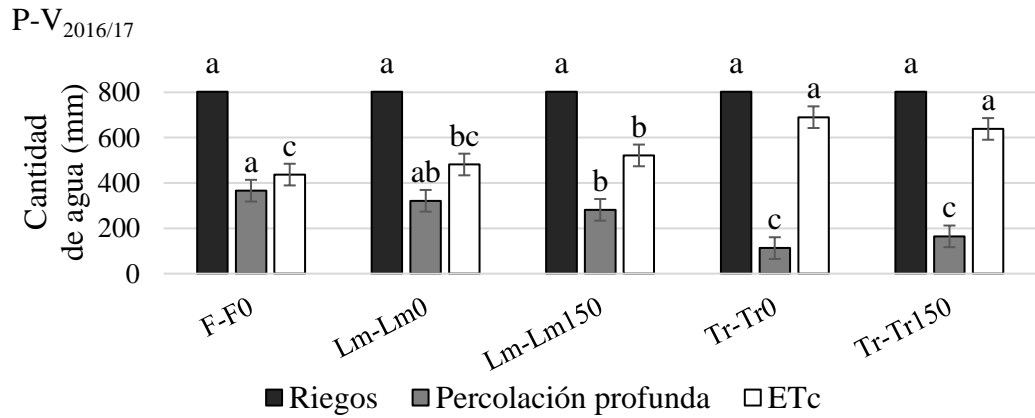 P-V2016/17
a a a a a
800
600
400
200
0
Cantidad
de agua (mm)
a c ab bc b b c a c a
F-F0 Lm-Lm0 Lm-Lm150 Tr-Tr0 Tr-Tr150
Riegos Percolación profunda ETc